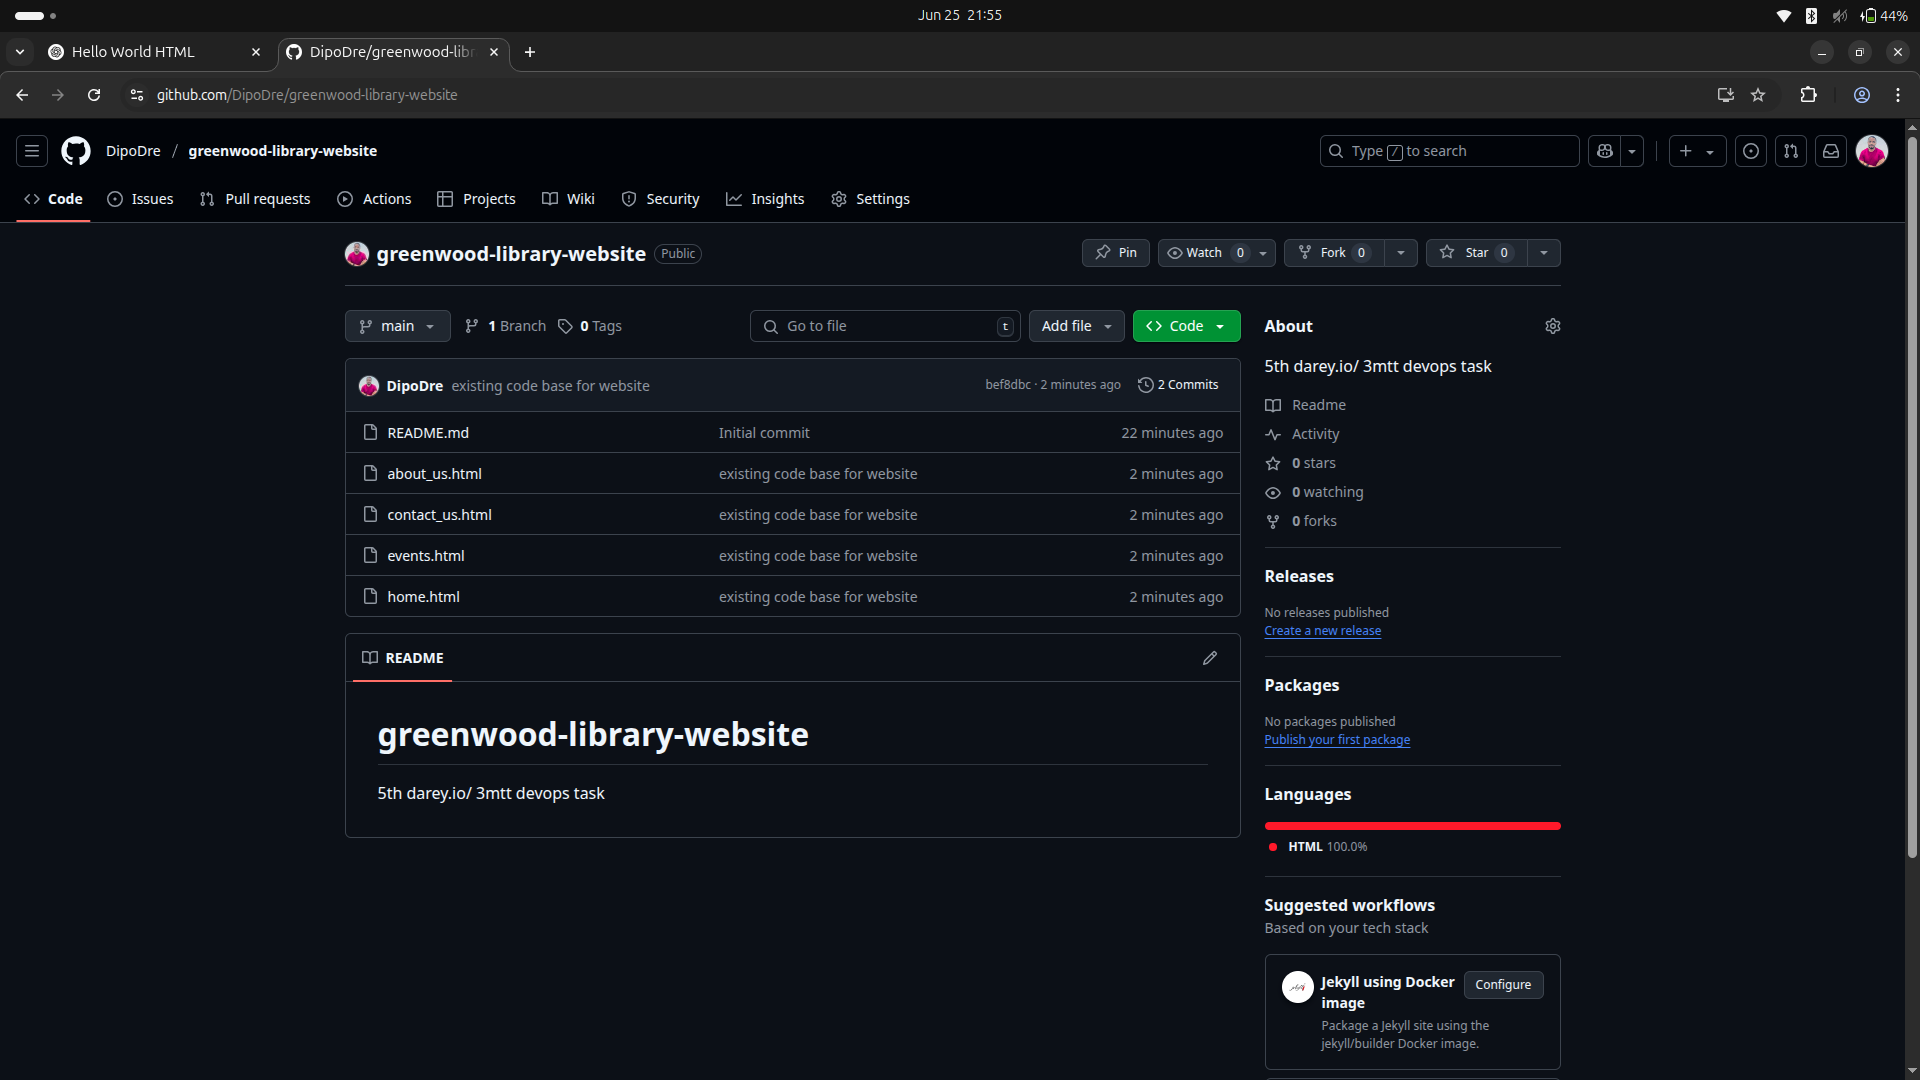 Jun 25 21:55
44%
Hello World HTML
DipoDre/greenwood-libr
github.com/DipoDre/greenwood-library-website
DipoDre / greenwood-library-website
Type / to search
Code
Issues
Pull requests
Actions
Projects
Wiki
Security
Insights
Settings
greenwood-library-website Public
Pin
Watch 0
Fork 0
Star 0
main
1 Branch
0 Tags
Go to file t
Add file
Code
DipoDre existing code base for website bef8dbc · 2 minutes ago 2 Commits
README.md Initial commit 22 minutes ago
about_us.html existing code base for website 2 minutes ago
contact_us.html existing code base for website 2 minutes ago
events.html existing code base for website 2 minutes ago
home.html existing code base for website 2 minutes ago
README
greenwood-library-website
5th darey.io/ 3mtt devops task
About
5th darey.io/ 3mtt devops task
Readme
Activity
0 stars
0 watching
0 forks
Releases
No releases published
Create a new release
Packages
No packages published
Publish your first package
Languages
HTML 100.0%
Suggested workflows
Based on your tech stack
Jekyll using Docker
image
Configure
Package a Jekyll site using the
jekyll/builder Docker image.